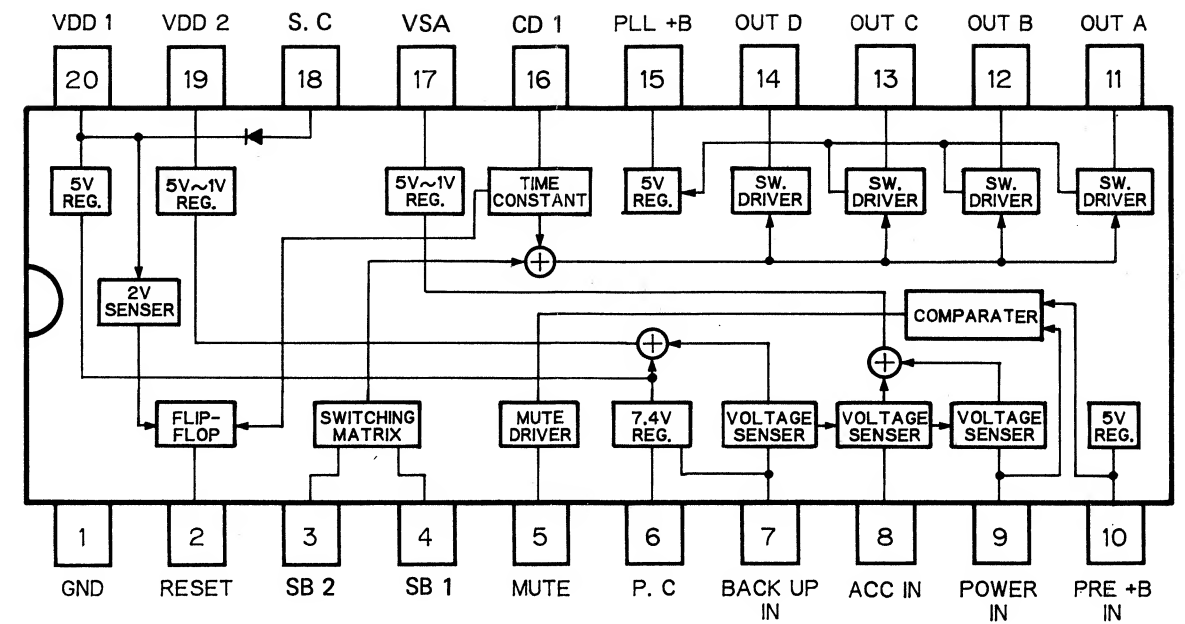 VDD 1 VDD 2 S. C VSA CD 1 PLL +B OUT D OUT C OUT B OUT A
20 19 18 17 16 15 14 13 12 11
5V
REG.
5V~1V
REG.
5V~1V
REG.
TIME
CONSTANT
5V
REG.
SW.
DRIVER
SW.
DRIVER
SW.
DRIVER
SW.
DRIVER
2V
SENSER
COMPARATER
FLIP-
FLOP
SWITCHING
MATRIX
MUTE
DRIVER
7.4V
REG.
VOLTAGE
SENSER
VOLTAGE
SENSER
VOLTAGE
SENSER
5V
REG.
1 2 3 4 5 6 7 8 9 10
GND RESET SB 2 SB 1 MUTE P. C BACK UP
IN
ACC IN
POWER
IN
PRE +B
IN